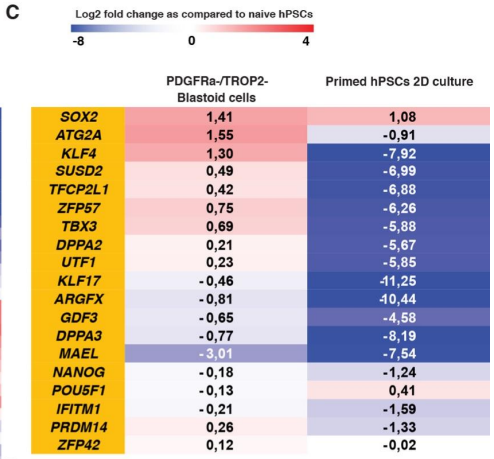 C
Log2 fold change as compared to naive hPSCs
-8 0 4
PDGFRa-/TROP2-
Blastoid cells
Primed hPSCs 2D culture
SOX2 1,41 1,08
ATG2A 1,55 -0,91
KLF4 1,30 -7,92
SUSD2 0,49 -6,99
TFCP2L1 0,42 -6,88
ZFP57 0,75 -6,26
TBX3 0,69 -5,88
DPPA2 0,21 -5,67
UTF1 0,23 -5,85
KLF17 -0,46 -11,25
ARGFX -0,81 -10,44
GDF3 -0,65 -4,58
DPPA3 -0,77 -8,19
MAEL -3,01 -7,54
NANOG -0,18 -1,24
POU5F1 -0,13 0,41
IFITM1 -0,21 -1,59
PRDM14 0,26 -1,33
ZFP42 0,12 -0,02